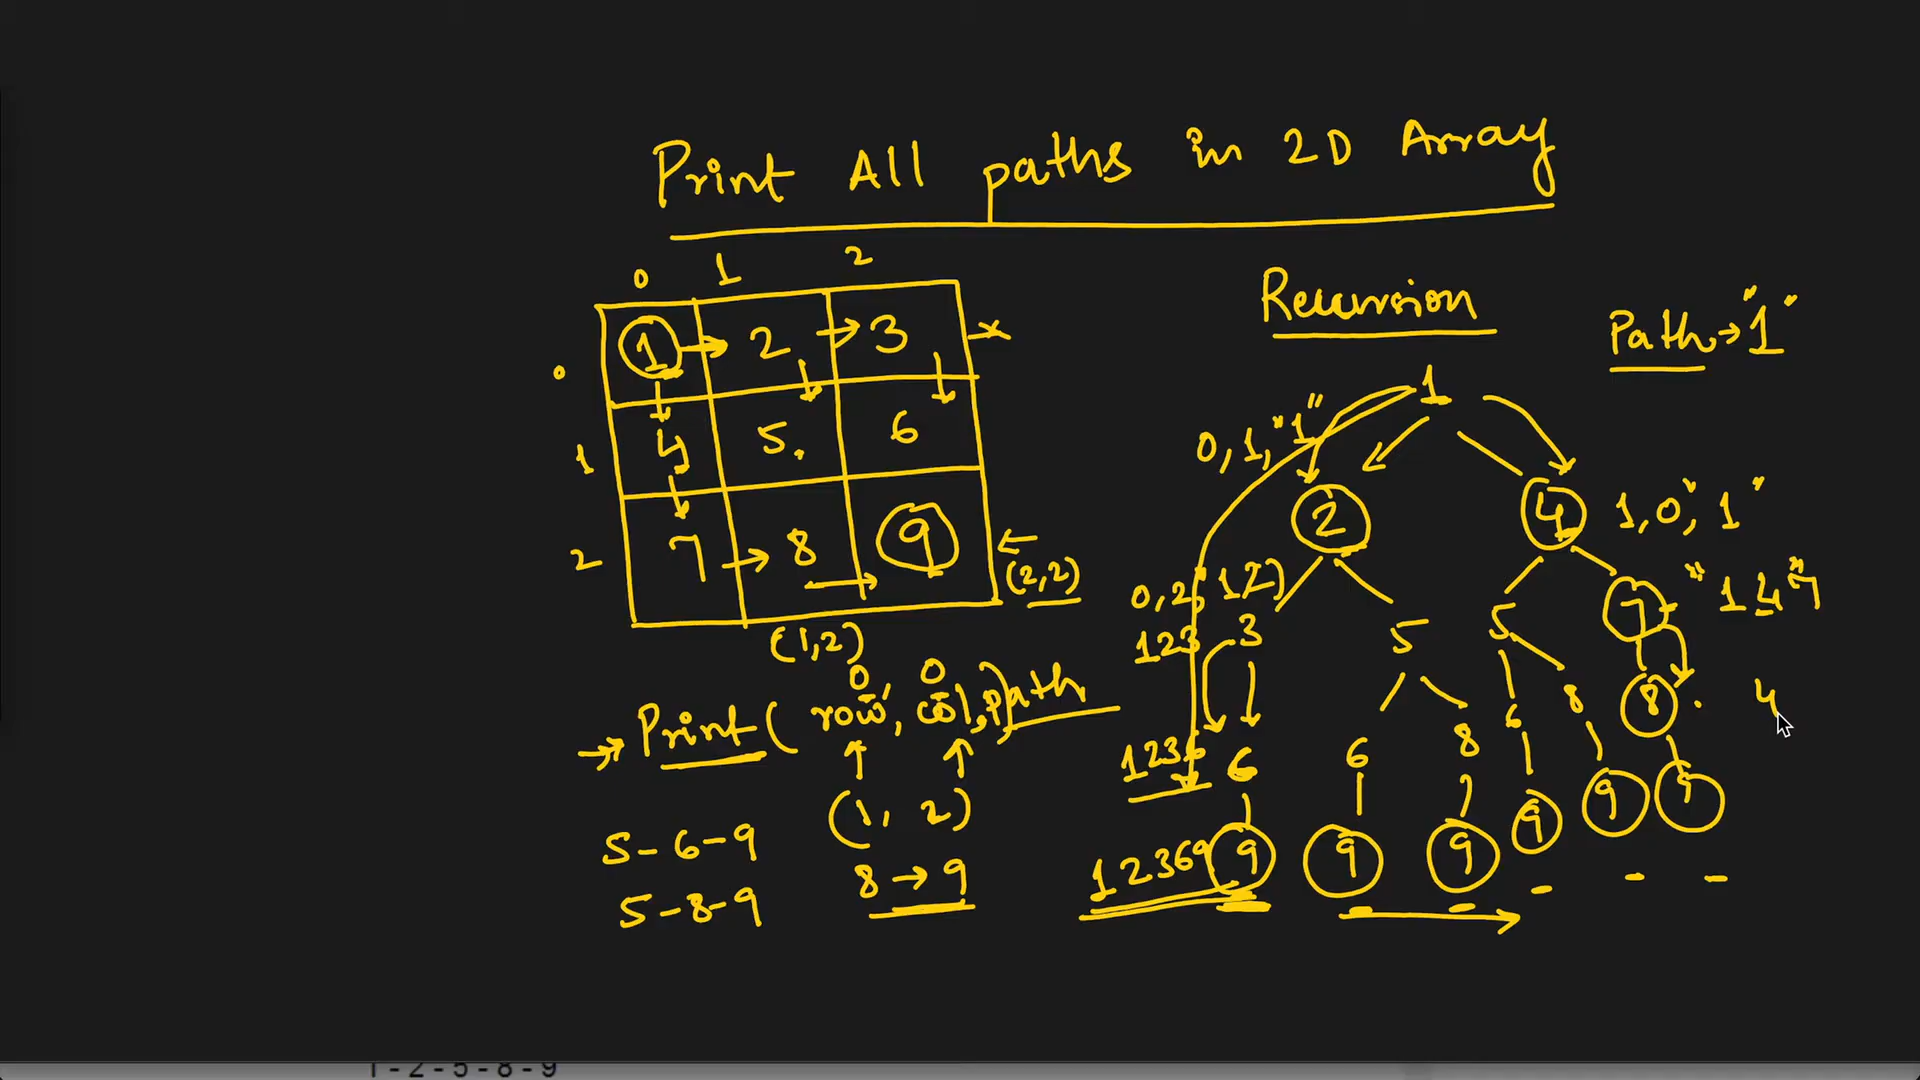 Print All paths in 2D Array
0 1 2
0 1 2 3
1 4 5
6
2 7 8 9
(2,2)
(1,2)
0, 0
Print( row, col, path
(1, 2)
5-6-9
8 → 9
5-8-9
Recursion
Path → "1"
1
0, 1, "1"
2 4 1,0, "1"
0,2,
3 5 5 7 "147"
123
6 8 6 8 8 4
1236 6
9 9 9 9 9
12369 9
1-2-5-8-9